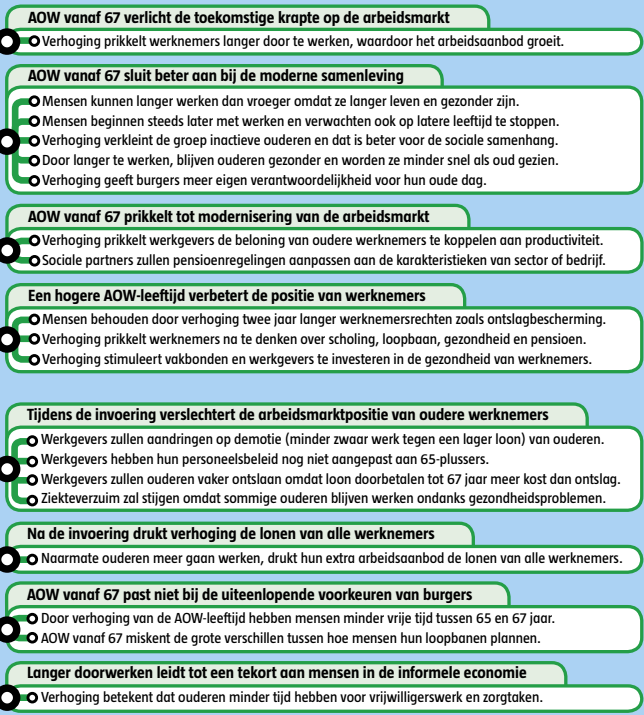 AOW vanaf 67 verlicht de toekomstige krapte op de arbeidsmarkt
Verhoging prikkelt werknemers langer door te werken, waardoor het arbeidsaanbod groeit.
AOW vanaf 67 sluit beter aan bij de moderne samenleving
Mensen kunnen langer werken dan vroeger omdat ze langer leven en gezonder zijn.
Mensen beginnen steeds later met werken en verwachten ook op latere leeftijd te stoppen.
Verhoging verkleint de groep inactieve ouderen en dat is beter voor de sociale samenhang.
Door langer te werken, blijven ouderen gezonder en worden ze minder snel als oud gezien.
Verhoging geeft burgers meer eigen verantwoordelijkheid voor hun oude dag.
AOW vanaf 67 prikkelt tot modernisering van de arbeidsmarkt
Verhoging prikkelt werkgevers de beloning van oudere werknemers te koppelen aan productiviteit.
Sociale partners zullen pensioenregelingen aanpassen aan de karakteristieken van sector of bedrijf.
Een hogere AOW-leeftijd verbetert de positie van werknemers
Mensen behouden door verhoging twee jaar langer werknemersrechten zoals ontslagbescherming.
Verhoging prikkelt werknemers na te denken over scholing, loopbaan, gezondheid en pensioen.
Verhoging stimuleert vakbonden en werkgevers te investeren in de gezondheid van werknemers.
Tijdens de invoering verslechtert de arbeidsmarktpositie van oudere werknemers
Werkgevers zullen aandringen op demotie (minder zwaar werk tegen een lager loon) van ouderen.
Werkgevers hebben hun personeelsbeleid nog niet aangepast aan 65-plussers.
Werkgevers zullen ouderen vaker ontslaan omdat loon doorbetalen tot 67 jaar meer kost dan ontslag.
Ziekteverzuim zal stijgen omdat sommige ouderen blijven werken ondanks gezondheidsproblemen.
Na de invoering drukt verhoging de lonen van alle werknemers
Naarmate ouderen meer gaan werken, drukt hun extra arbeidsaanbod de lonen van alle werknemers.
AOW vanaf 67 past niet bij de uiteenlopende voorkeuren van burgers
Door verhoging van de AOW-leeftijd hebben mensen minder vrije tijd tussen 65 en 67 jaar.
AOW vanaf 67 miskent de grote verschillen tussen hoe mensen hun loopbanen plannen.
Langer doorwerken leidt tot een tekort aan mensen in de informele economie
Verhoging betekent dat ouderen minder tijd hebben voor vrijwilligerswerk en zorgtaken.